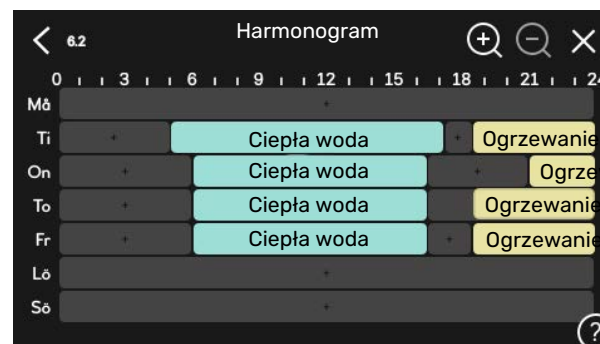 6.2 Harmonogram
0 3 6 9 12 15 18 21 24
Må
Ti Ciepła woda Ogrzewanie
On Ciepła woda Ogrze
To Ciepła woda Ogrzewanie
Fr Ciepła woda Ogrzewanie
Lö
Sö
?